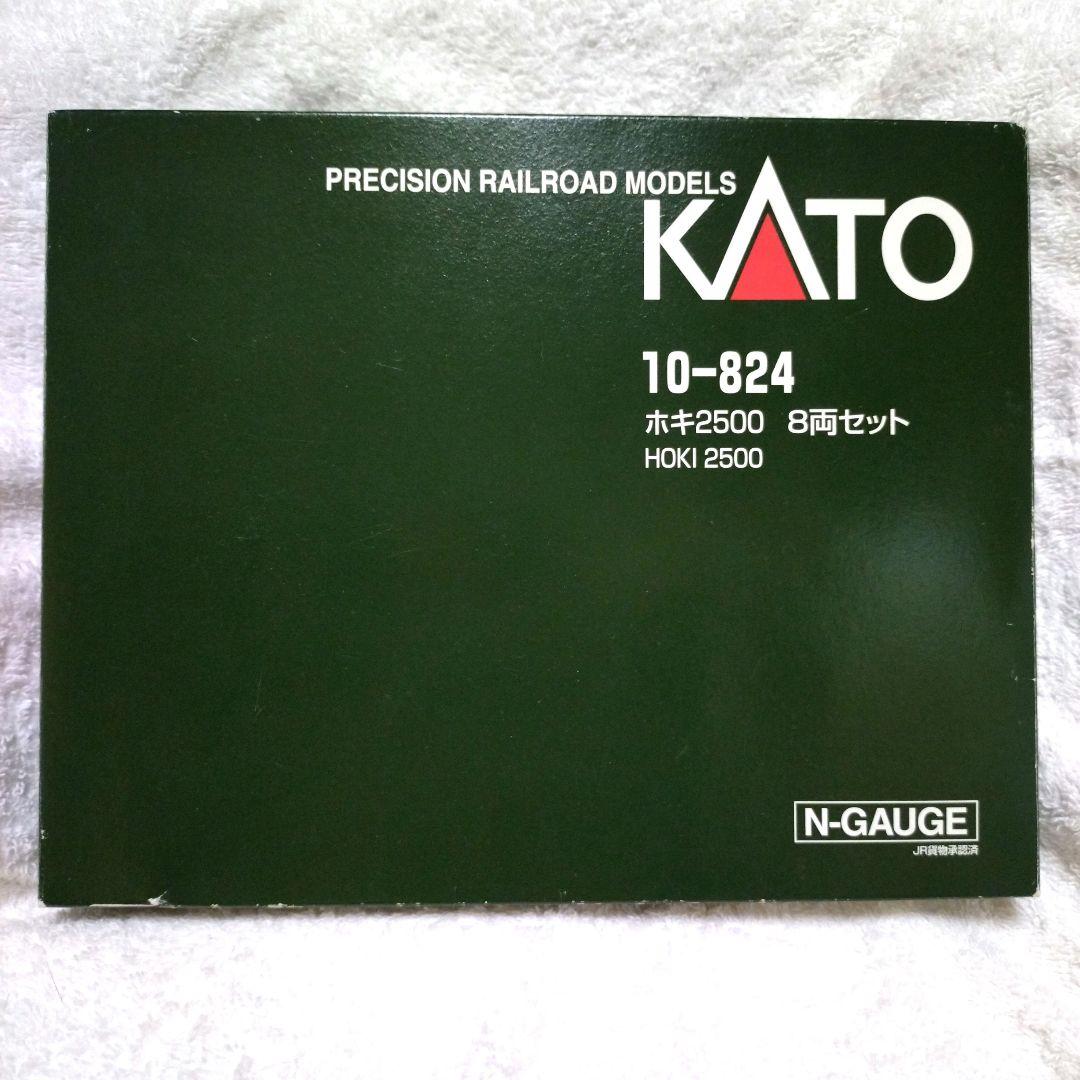 PRECISION RAILROAD MODELS
KATO
10-824
ホキ2500 8両セット
HOKI 2500
N-GAUGE
JR貨物承認済